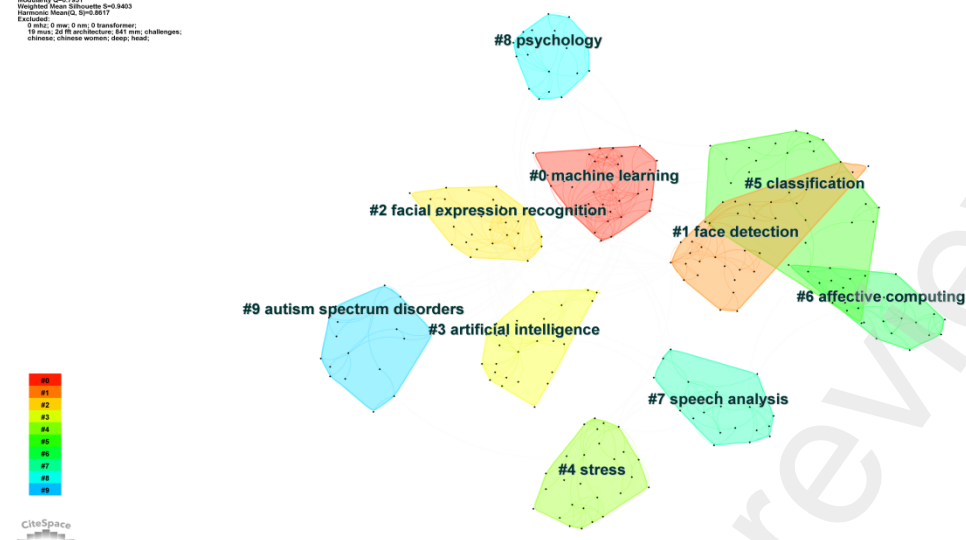 Weighted Mean Silhouette S=0.9403
Harmonic Mean(Q, S)=0.8617
Excluded:
0 mhz; 0 mw; 0 nm; 0 transformer;
19 mus; 2d fft architecture; 841 mm; challenges;
chinese; chinese women; deep; head;
#8 psychology
#0 machine learning
#5 classification
#2 facial expression recognition
#1 face detection
#6 affective computing
#9 autism spectrum disorders
#3 artificial intelligence
#7 speech analysis
#4 stress
#0
#1
#2
#3
#4
#5
#6
#7
#8
#9
CiteSpace